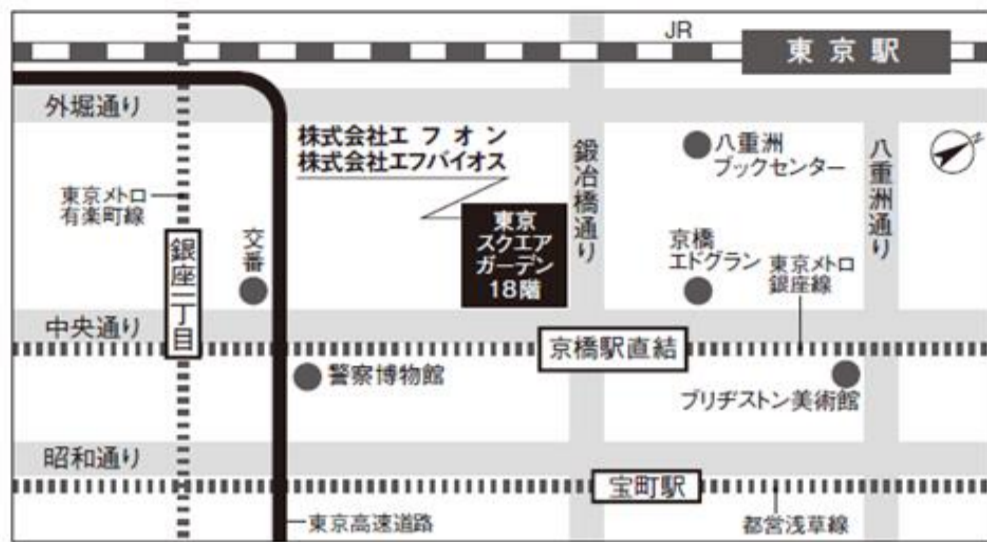 JR
東京駅
外堀通り
株式会社エフオン
株式会社エフバイオス
鍛冶橋通り
八重洲
ブックセンター
八重洲通り
N
東京メトロ
有楽町線
銀座一丁目
交番
東京
スクエア
ガーデン
18階
京橋
エドグラン
東京メトロ
銀座線
中央通り
京橋駅直結
警察博物館
ブリヂストン美術館
昭和通り
宝町駅
東京高速道路
都営浅草線